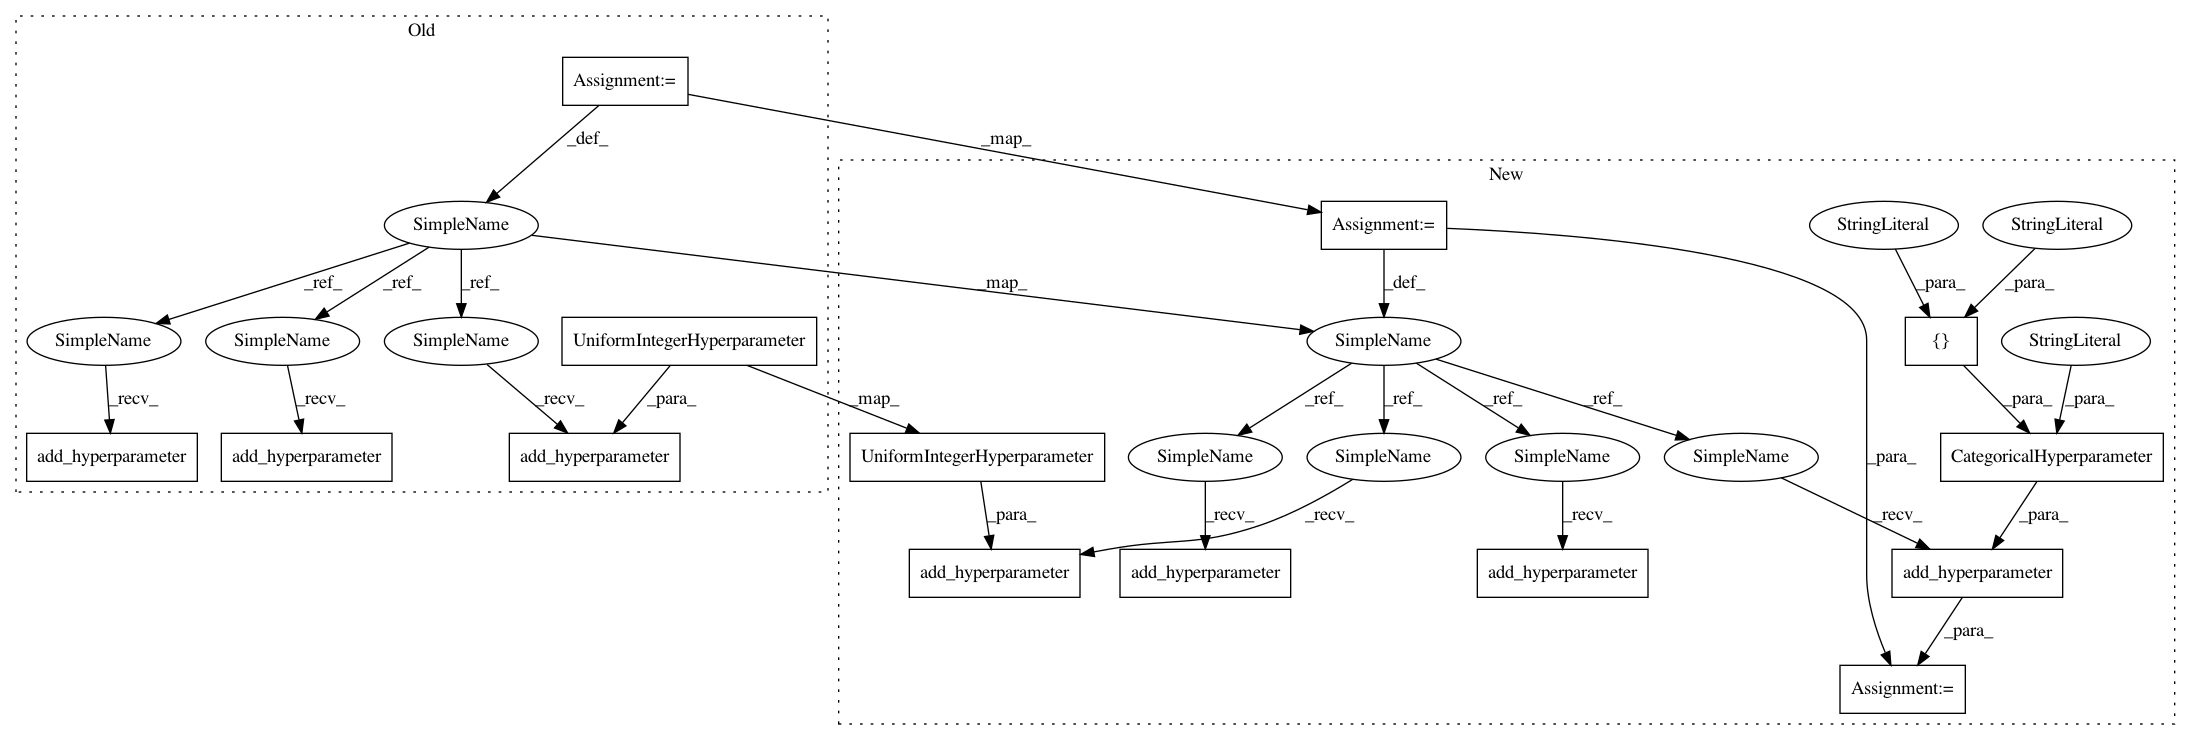 Old
Assignment:=
_def_
_map_
New
SimpleName
Assignment:=
StringLiteral
StringLiteral
_ref_
_ref_
_ref_
_map_
_def_
_para_
_para_
SimpleName
SimpleName
SimpleName
UniformIntegerHyperparameter
SimpleName
{}
StringLiteral
_recv_
_recv_
_recv_
_para_
_map_
_ref_
_ref_
_ref_
_ref_
_para_
_para_
add_hyperparameter
add_hyperparameter
add_hyperparameter
UniformIntegerHyperparameter
SimpleName
SimpleName
SimpleName
SimpleName
_para_
CategoricalHyperparameter
_para_
_recv_
_recv_
_recv_
_recv_
_para_
add_hyperparameter
add_hyperparameter
add_hyperparameter
add_hyperparameter
_para_
Assignment:=